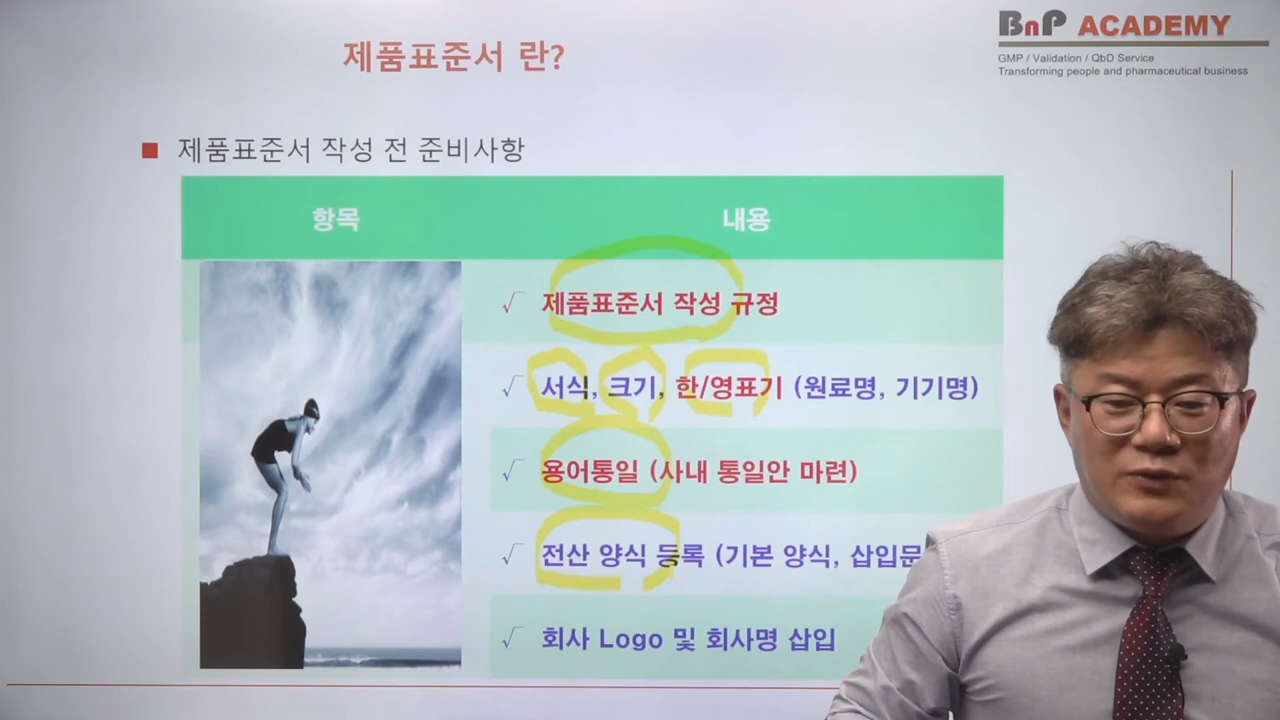 제품표준서 란?
BnP ACADEMY
GMP / Validation / QbD Service
Transforming people and pharmaceutical business
■ 제품표준서 작성 전 준비사항
항목 내용
√ 제품표준서 작성 규정
√ 서식, 크기, 한/영표기 (원료명, 기기명)
√ 용어통일 (사내 통일안 마련)
√ 전산 양식 등록 (기본 양식, 삽입문
√ 회사 Logo 및 회사명 삽입